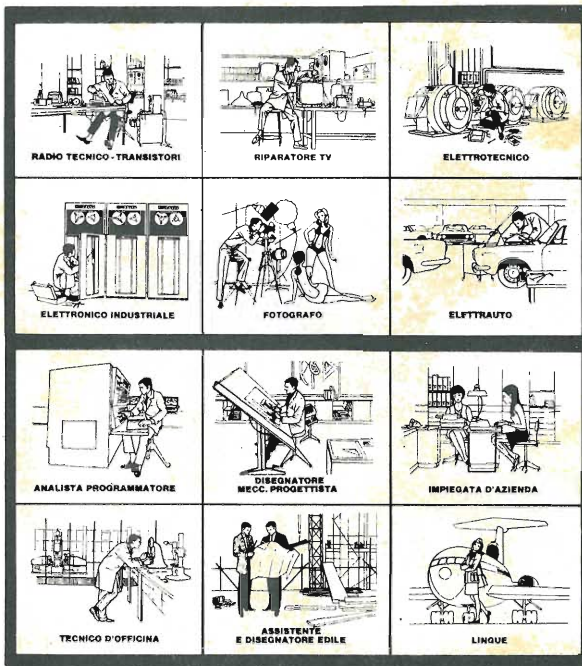 RADIO TECNICO - TRANSISTORI
RIPARATORE TV
ELETTROTECNICO
ELETTRONICO INDUSTRIALE
FOTOGRAFO
ELETTRAUTO
ANALISTA PROGRAMMATORE
DISEGNATORE
MECC. PROGETTISTA
IMPIEGATA D'AZIENDA
TECNICO D'OFFICINA
ASSISTENTE
E DISEGNATORE EDILE
LINGUE